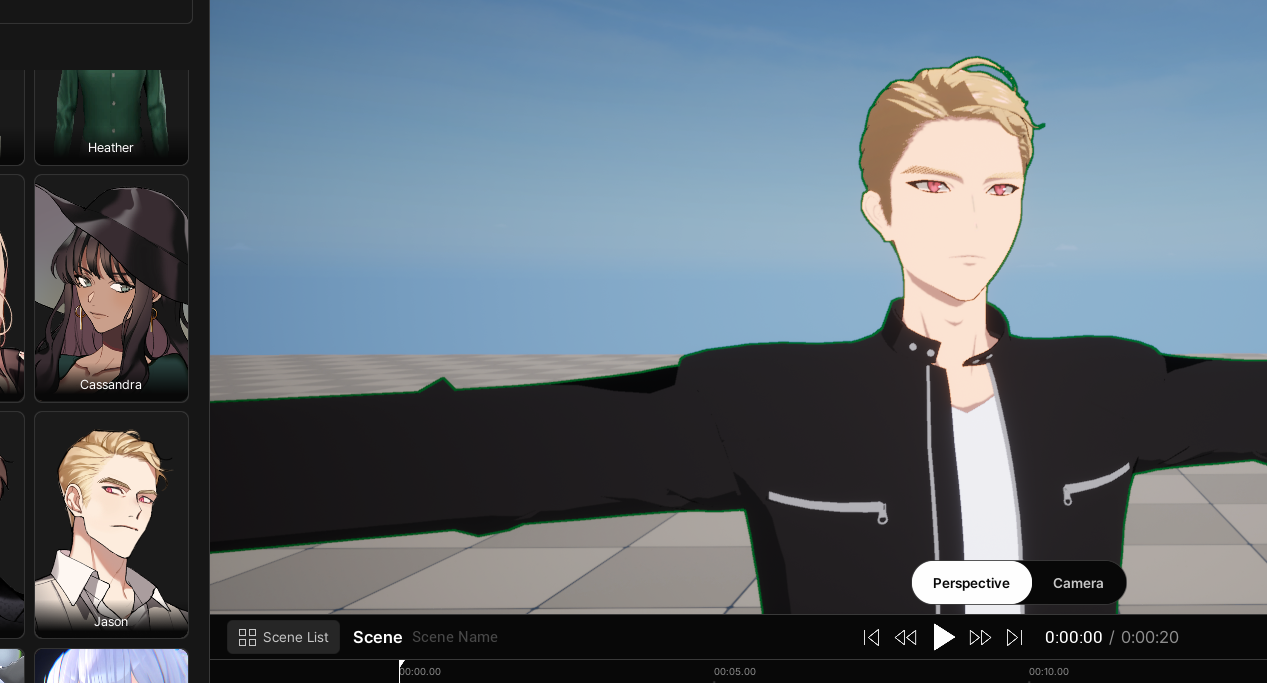 Heather
Cassandra
Jason
Perspective
Camera
Scene List
Scene
Scene Name
0:00:00 / 0:00:20
00:00.00
00:05.00
00:10.00